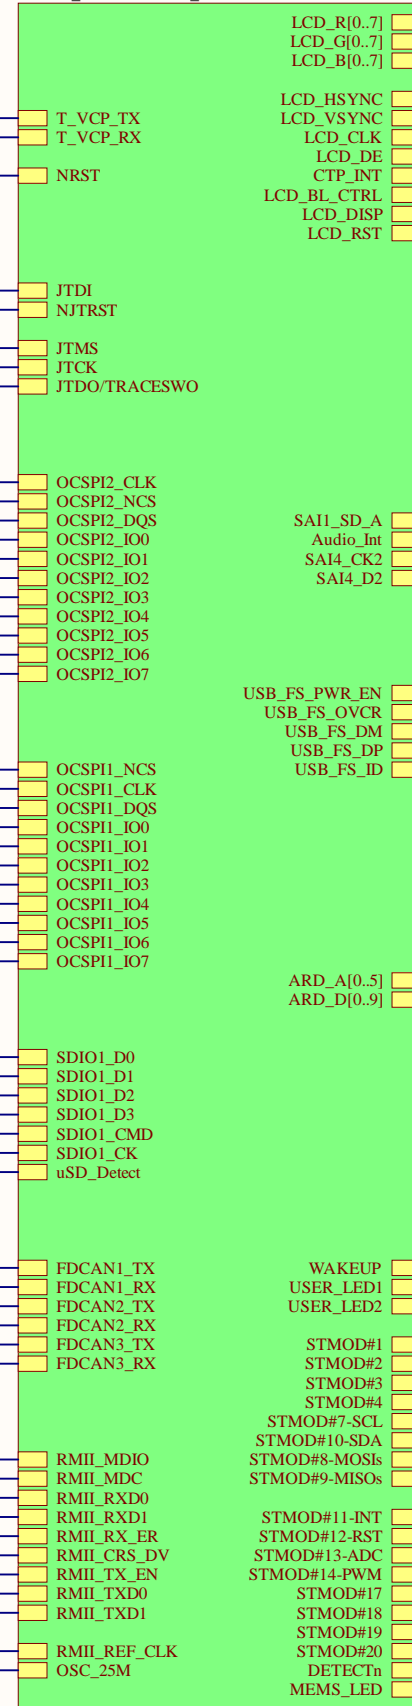 LCD_R[0..7]
LCD_G[0..7]
LCD_B[0..7]
LCD_HSYNC
T_VCP_TX LCD_VSYNC
T_VCP_RX LCD_CLK
LCD_DE
NRST CTP_INT
LCD_BL_CTRL
LCD_DISP
LCD_RST
JTDI
NJTRST
JTMS
JTCK
JTDO/TRACESWO
OCSPI2_CLK
OCSPI2_NCS
OCSPI2_DQS SAI1_SD_A
OCSPI2_IO0 Audio_Int
OCSPI2_IO1 SAI4_CK2
OCSPI2_IO2 SAI4_D2
OCSPI2_IO3
OCSPI2_IO4
OCSPI2_IO5
OCSPI2_IO6
OCSPI2_IO7
USB_FS_PWR_EN
USB_FS_OVCR
USB_FS_DM
USB_FS_DP
OCSPI1_NCS USB_FS_ID
OCSPI1_CLK
OCSPI1_DQS
OCSPI1_IO0
OCSPI1_IO1
OCSPI1_IO2
OCSPI1_IO3
OCSPI1_IO4
OCSPI1_IO5
OCSPI1_IO6
OCSPI1_IO7
ARD_A[0..5]
ARD_D[0..9]
SDIO1_D0
SDIO1_D1
SDIO1_D2
SDIO1_D3
SDIO1_CMD
SDIO1_CK
uSD_Detect
FDCAN1_TX WAKEUP
FDCAN1_RX USER_LED1
FDCAN2_TX USER_LED2
FDCAN2_RX
FDCAN3_TX STMOD#1
FDCAN3_RX STMOD#2
STMOD#3
STMOD#4
STMOD#7-SCL
STMOD#10-SDA
RMII_MDIO STMOD#8-MOSIs
RMII_MDC STMOD#9-MISOs
RMII_RXD0
RMII_RXD1 STMOD#11-INT
RMII_RX_ER STMOD#12-RST
RMII_CRS_DV STMOD#13-ADC
RMII_TX_EN STMOD#14-PWM
RMII_TXD0 STMOD#17
RMII_TXD1 STMOD#18
STMOD#19
RMII_REF_CLK STMOD#20
OSC_25M DETECTn
MEMS_LED